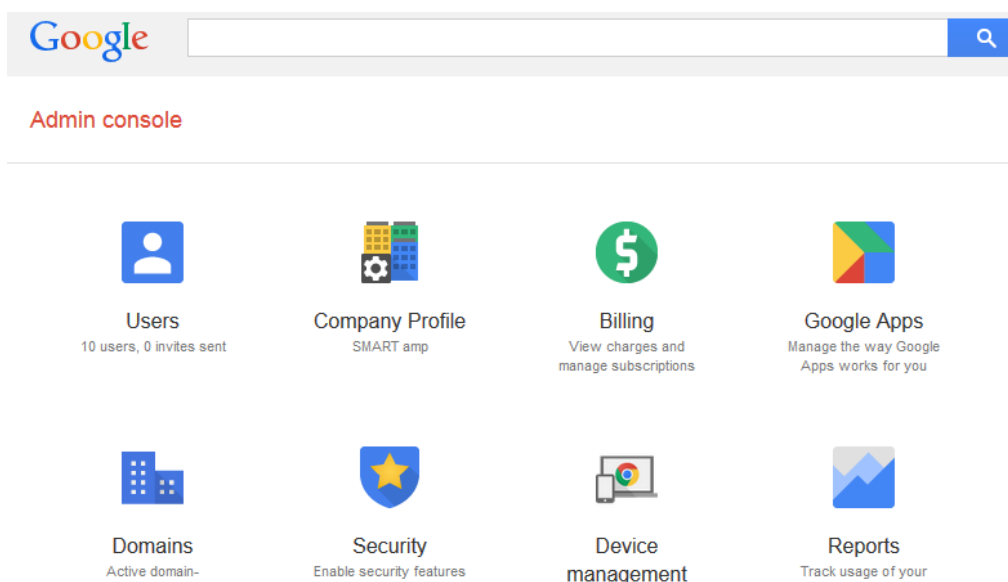 Google
Admin console
Users
10 users, 0 invites sent
Company Profile
SMART amp
Billing
View charges and
manage subscriptions
Google Apps
Manage the way Google
Apps works for you
Domains
Active domain-
Security
Enable security features
Device
management
Reports
Track usage of your